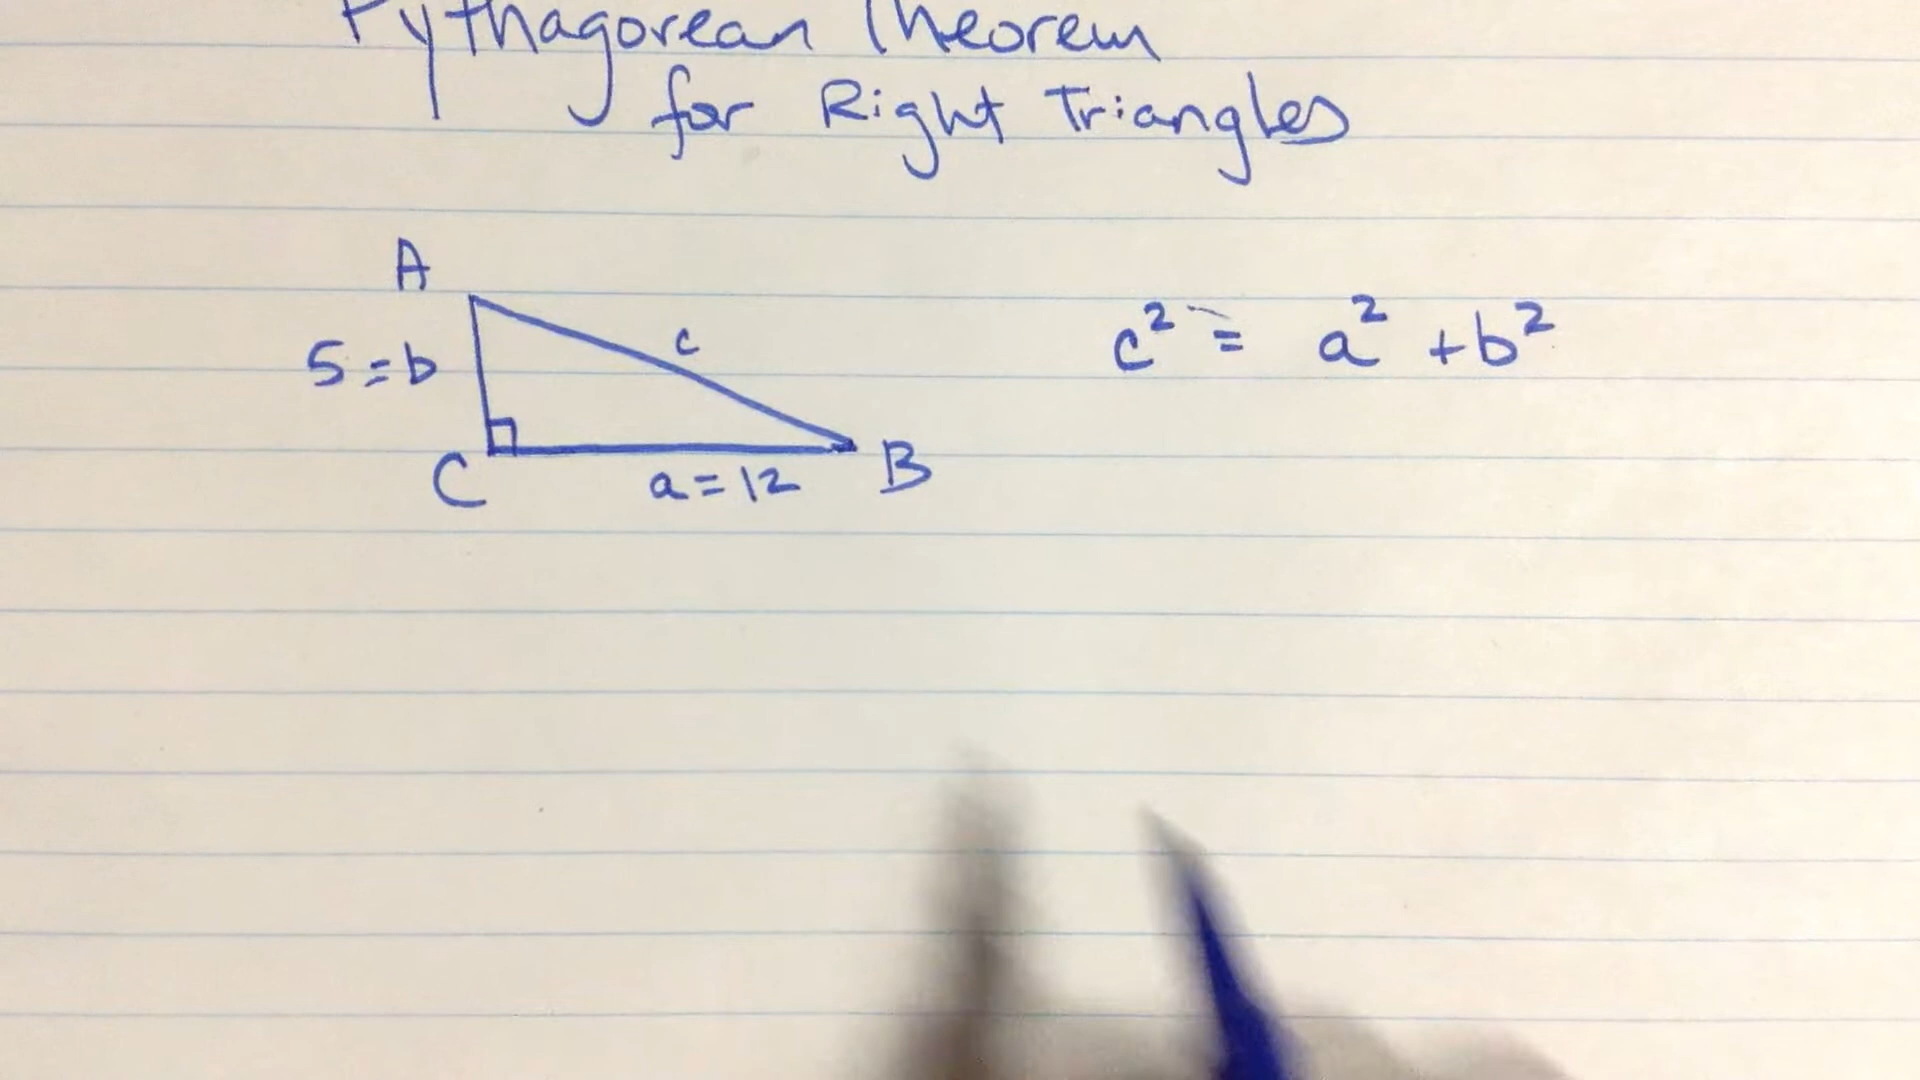 Pythagorean Theorem
for Right Triangles
A
c
5 = b
C
a = 12
B
c² = a² + b²